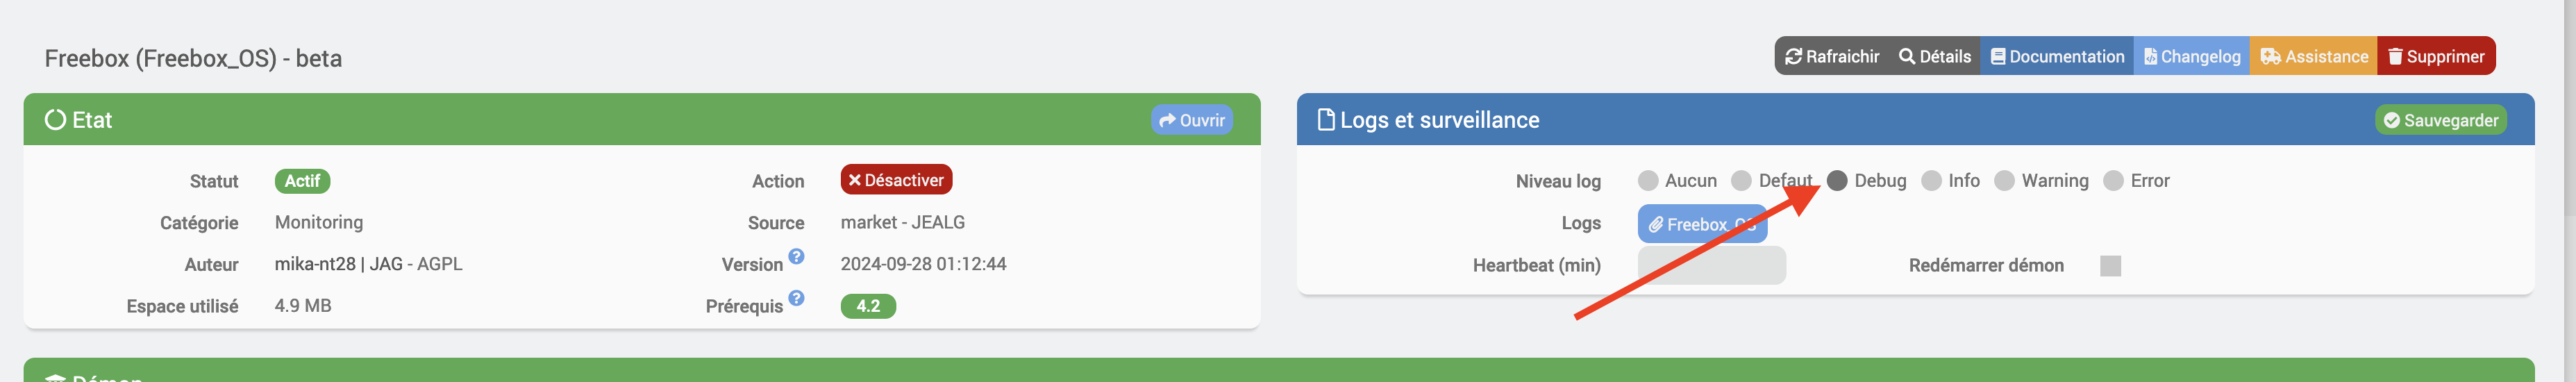 Freebox (Freebox_OS) - beta
Rafraichir Détails Documentation Changelog Assistance Supprimer
Etat
Ouvrir
Statut Actif
Action Désactiver
Catégorie Monitoring
Source market - JEALG
Auteur mika-nt28 | JAG - AGPL
Version ? 2024-09-28 01:12:44
Espace utilisé 4.9 MB
Prérequis ? 4.2
Logs et surveillance
Sauvegarder
Niveau log Aucun Defaut Debug Info Warning Error
Logs Freebox_OS
Heartbeat (min) Redémarrer démon
Démon